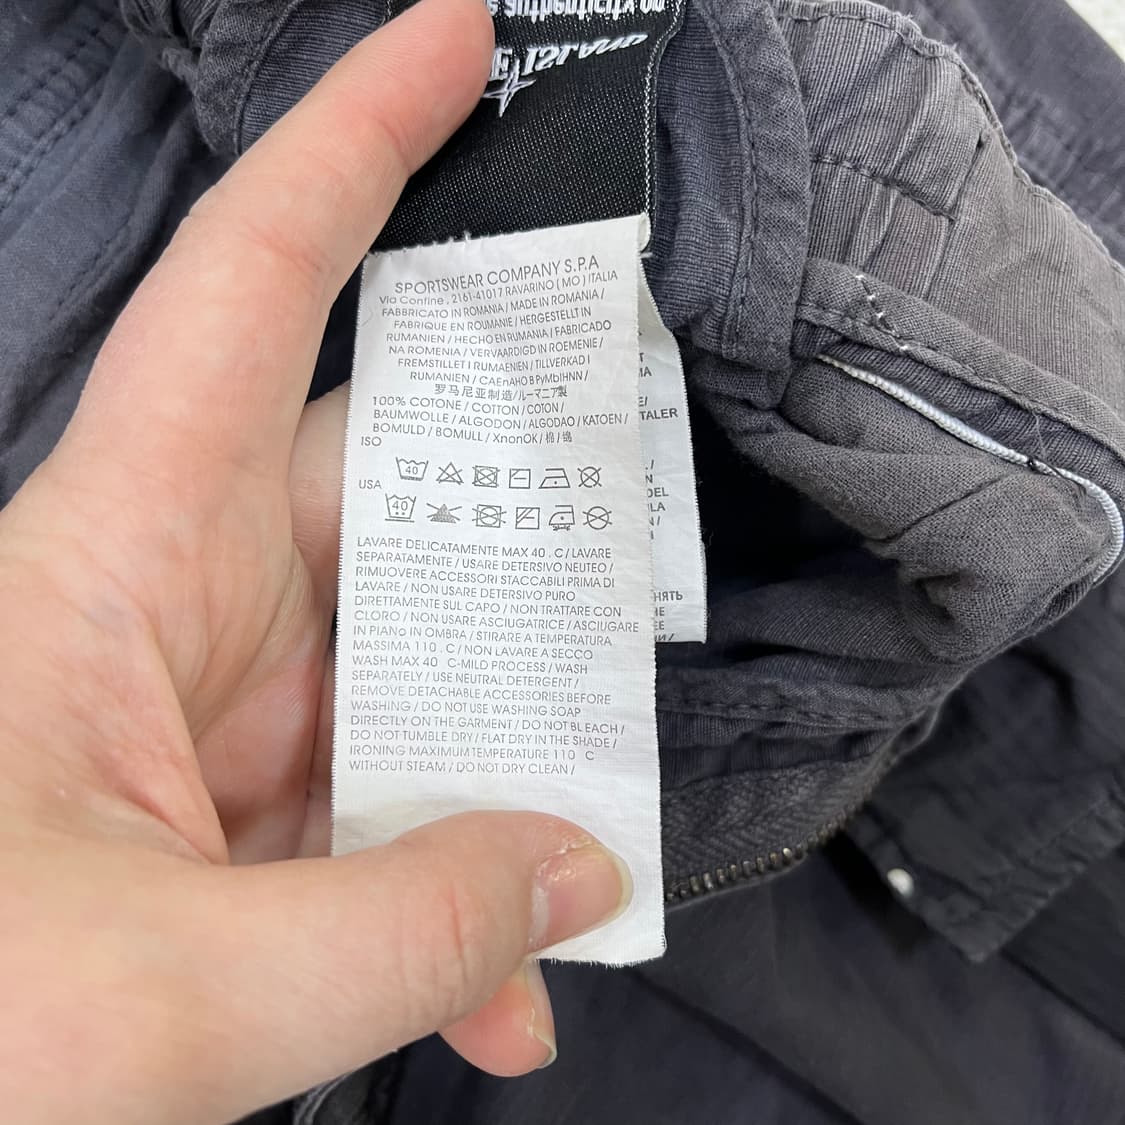 authenticity on
ISLAND
SPORTSWEAR COMPANY S.P.A
Via Confine , 2161-41017 RAVARINO ( MO ) ITALIA
FABBRICATO IN ROMANIA / MADE IN ROMANIA /
FABRIQUE EN ROUMANIE / HERGESTELLT IN
RUMANIEN / HECHO EN RUMANIA / FABRICADO
NA ROMENIA / VERVAARDIGD IN ROEMENIE /
FREMSTILLET I RUMAENIEN / TILLVERKAD I
RUMANIEN / CAEnAHO B PyMbIHNN /
罗马尼亚制造/ルーマニア製
100% COTONE / COTTON / COTON /
BAUMWOLLE / ALGODON / ALGODAO / KATOEN /
BOMULD / BOMULL / XnonOK / 棉/ 綿
ISO
40
USA
40
LAVARE DELICATAMENTE MAX 40 . C / LAVARE
SEPARATAMENTE / USARE DETERSIVO NEUTEO /
RIMUOVERE ACCESSORI STACCABILI PRIMA DI
LAVARE / NON USARE DETERSIVO PURO
DIRETTAMENTE SUL CAPO / NON TRATTARE CON
CLORO / NON USARE ASCIUGATRICE / ASCIUGARE
IN PIANO IN OMBRA / STIRARE A TEMPERATURA
MASSIMA 110 . C / NON LAVARE A SECCO
WASH MAX 40 C-MILD PROCESS / WASH
SEPARATELY / USE NEUTRAL DETERGENT /
REMOVE DETACHABLE ACCESSORIES BEFORE
WASHING / DO NOT USE WASHING SOAP
DIRECTLY ON THE GARMENT / DO NOT BLEACH /
DO NOT TUMBLE DRY / FLAT DRY IN THE SHADE /
IRONING MAXIMUM TEMPERATURE 110 C
WITHOUT STEAM / DO NOT DRY CLEAN /